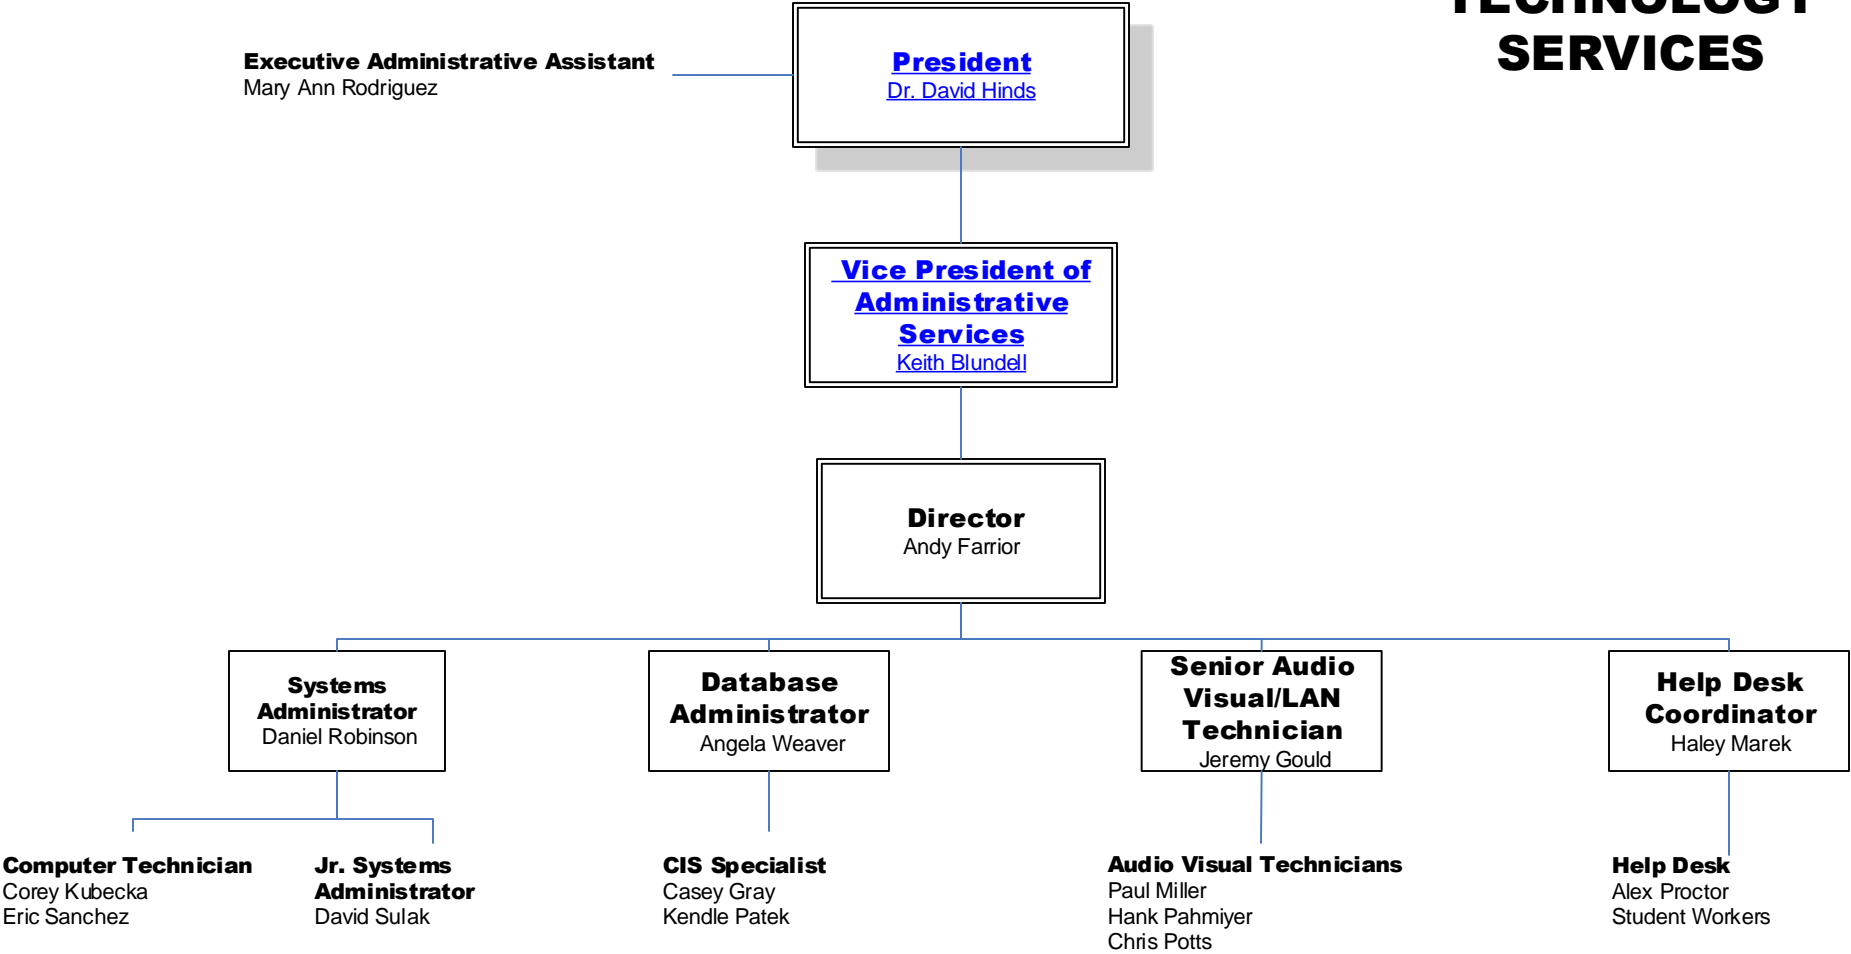 TECHNOLOGY
SERVICES
Executive Administrative Assistant
Mary Ann Rodriguez
President
Dr. David Hinds
Vice President of
Administrative
Services
Keith Blundell
Director
Andy Farrior
Systems
Administrator
Daniel Robinson
Database
Administrator
Angela Weaver
Senior Audio
Visual/LAN
Technician
Jeremy Gould
Help Desk
Coordinator
Haley Marek
Computer Technician
Corey Kubecka
Eric Sanchez
Jr. Systems
Administrator
David Sulak
CIS Specialist
Casey Gray
Kendle Patek
Audio Visual Technicians
Paul Miller
Hank Pahmiyer
Chris Potts
Help Desk
Alex Proctor
Student Workers